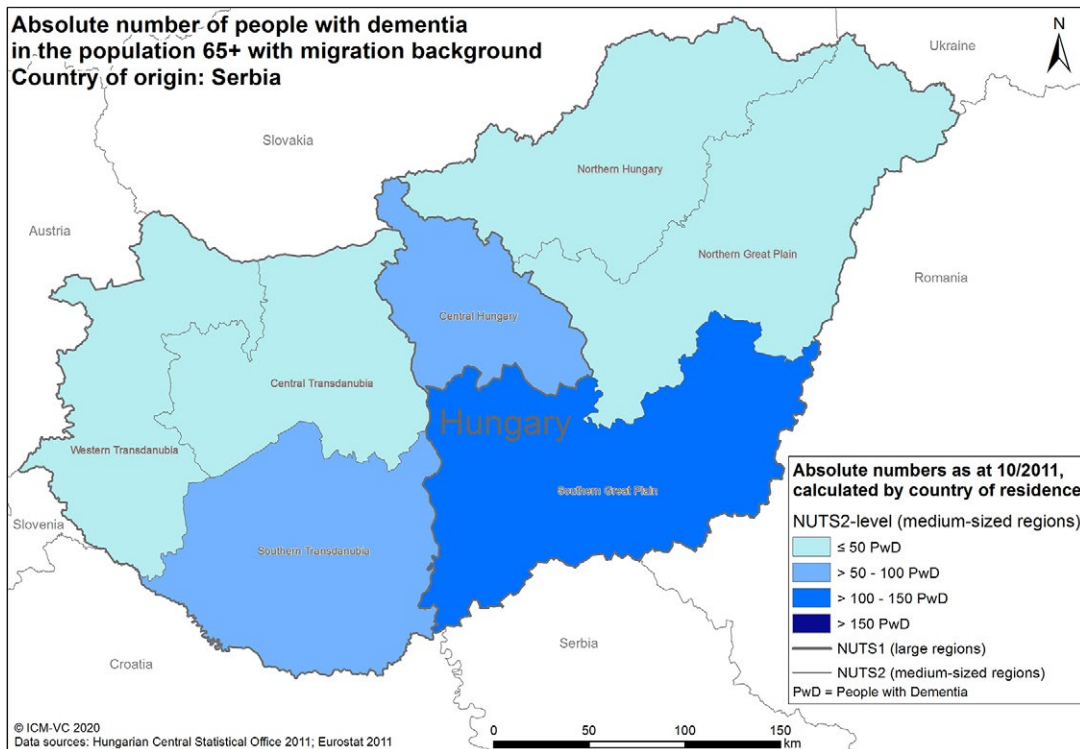 Absolute number of people with dementia
in the population 65+ with migration background
Country of origin: Serbia
N
Ukraine
Slovakia
Northern Hungary
Austria
Northern Great Plain
Romania
Central Hungary
Central Transdanubia
Hungary
Western Transdanubia
Southern Great Plain
Slovenia
Southern Transdanubia
Serbia
Croatia
Absolute numbers as at 10/2011,
calculated by country of residence
NUTS2-level (medium-sized regions)
≤ 50 PwD
> 50 - 100 PwD
> 100 - 150 PwD
> 150 PwD
NUTS1 (large regions)
NUTS2 (medium-sized regions)
PwD = People with Dementia
© ICM-VC 2020
Data sources: Hungarian Central Statistical Office 2011; Eurostat 2011
0 50 100 150
km